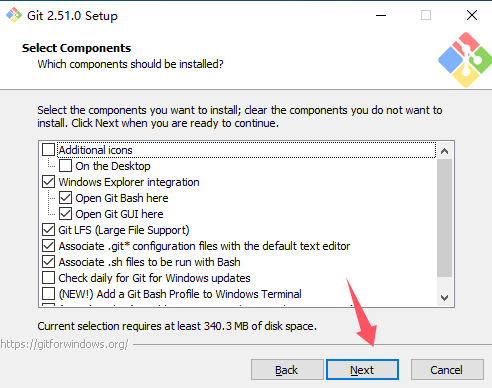 Git 2.51.0 Setup
Select Components
Which components should be installed?
Select the components you want to install; clear the components you do not want to
install. Click Next when you are ready to continue.
Additional icons
On the Desktop
Windows Explorer integration
Open Git Bash here
Open Git GUI here
Git LFS (Large File Support)
Associate .git* configuration files with the default text editor
Associate .sh files to be run with Bash
Check daily for Git for Windows updates
(NEW!) Add a Git Bash Profile to Windows Terminal
Current selection requires at least 340.3 MB of disk space.
https://gitforwindows.org/
Back
Next
Cancel